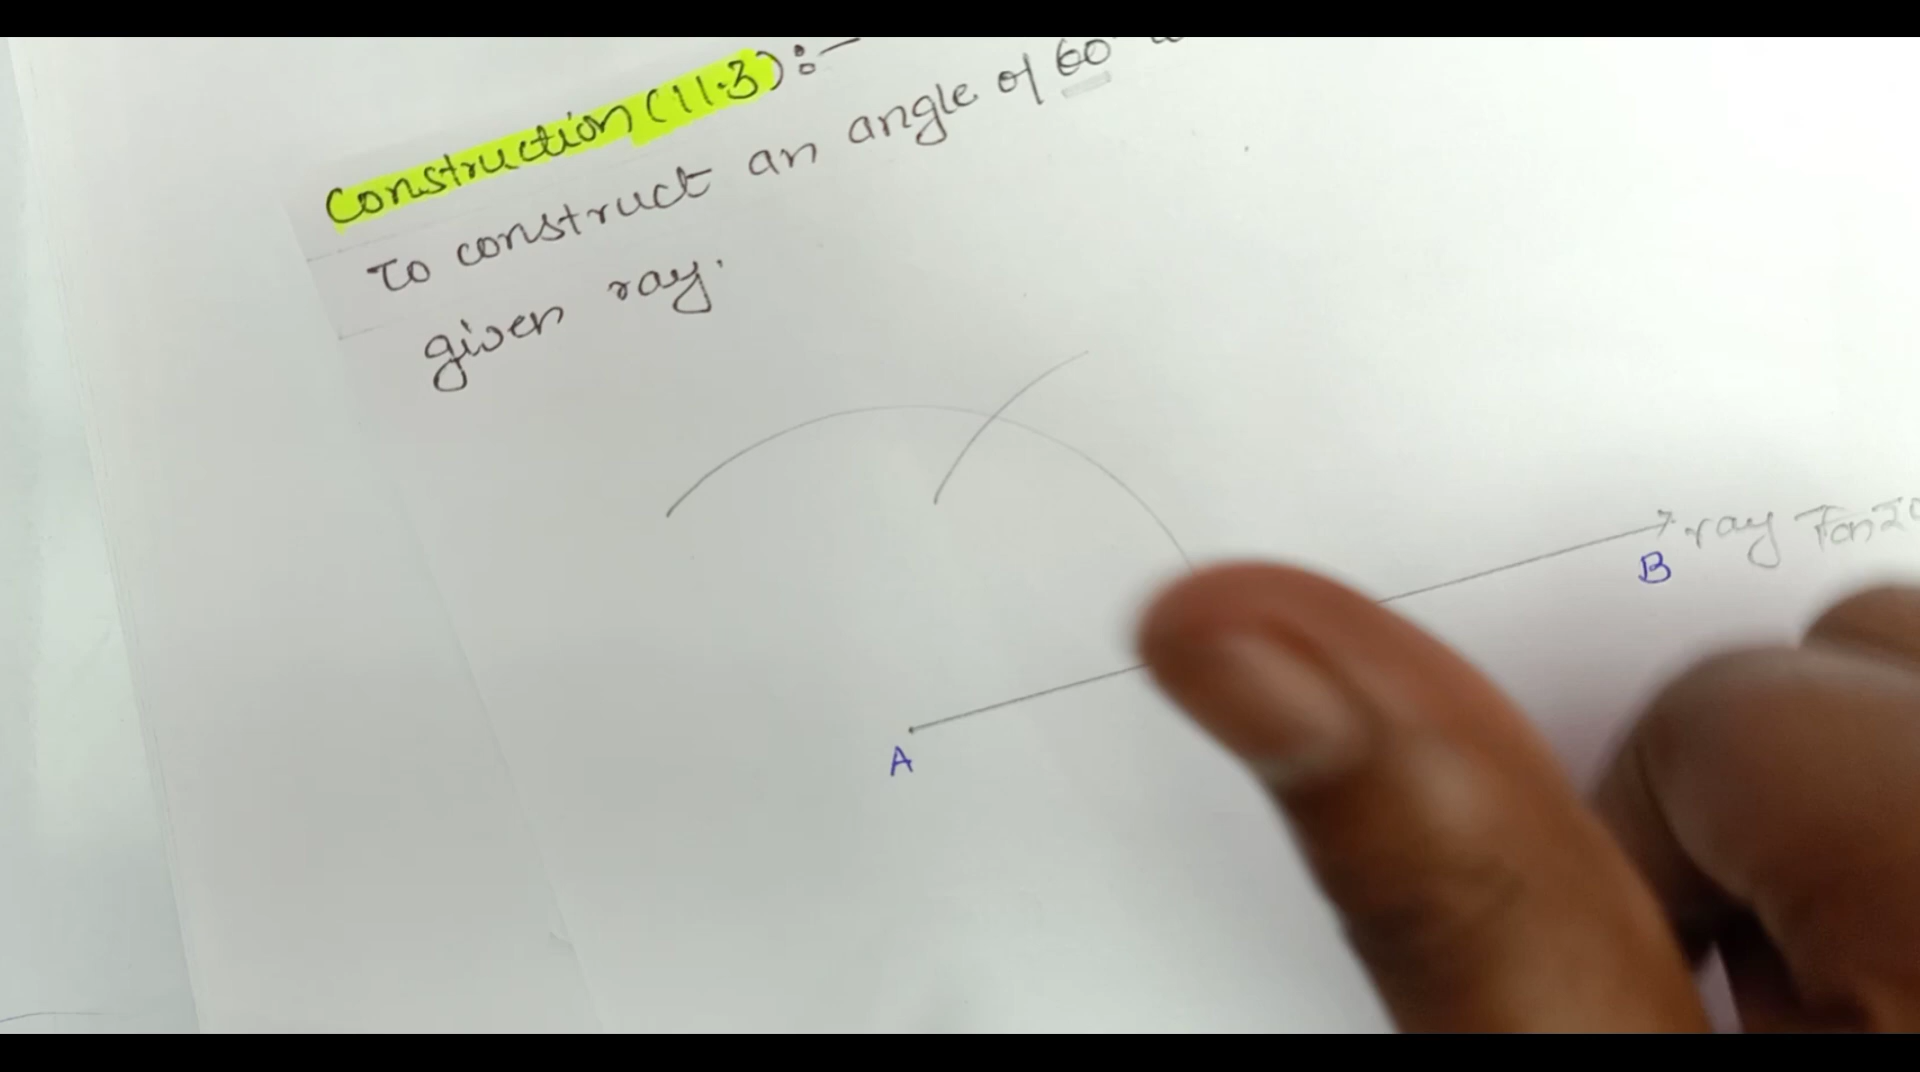 Construction (11.3):-
To construct an angle of 60°
given ray.
ray
B
A